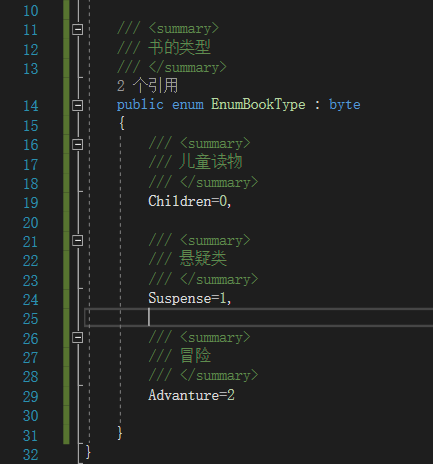 10
11 /// <summary>
12 /// 书的类型
13 /// </summary>
2 个引用
14 public enum EnumBookType : byte
15 {
16 /// <summary>
17 /// 儿童读物
18 /// </summary>
19 Children=0,
20
21 /// <summary>
22 /// 悬疑类
23 /// </summary>
24 Suspense=1,
25
26 /// <summary>
27 /// 冒险
28 /// </summary>
29 Advanture=2
30
31 }
32 }